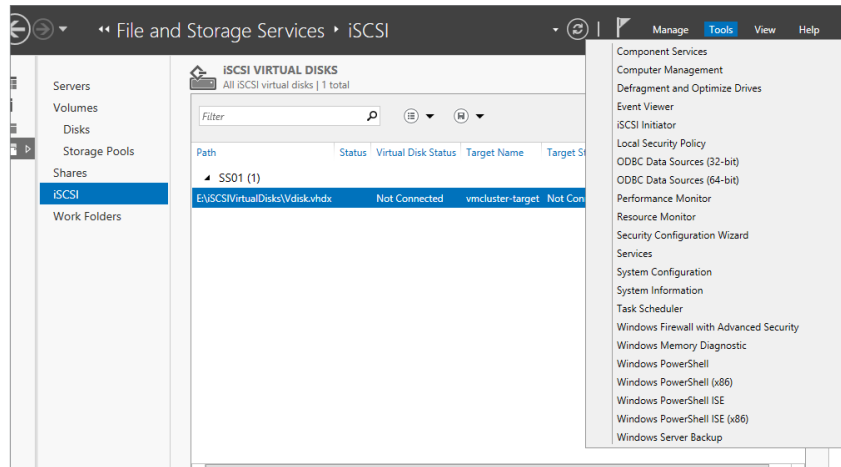 File and Storage Services • iSCSI
Manage Tools View Help
Servers
Volumes
Disks
Storage Pools
Shares
iSCSI
Work Folders
iSCSI VIRTUAL DISKS
All iSCSI virtual disks | 1 total
Filter
Path Status Virtual Disk Status Target Name Target St
SS01 (1)
E:\iSCSIVirtualDisks\Vdisk.vhdx Not Connected vmcluster-target Not Con
Component Services
Computer Management
Defragment and Optimize Drives
Event Viewer
iSCSI Initiator
Local Security Policy
ODBC Data Sources (32-bit)
ODBC Data Sources (64-bit)
Performance Monitor
Resource Monitor
Security Configuration Wizard
Services
System Configuration
System Information
Task Scheduler
Windows Firewall with Advanced Security
Windows Memory Diagnostic
Windows PowerShell
Windows PowerShell (x86)
Windows PowerShell ISE
Windows PowerShell ISE (x86)
Windows Server Backup